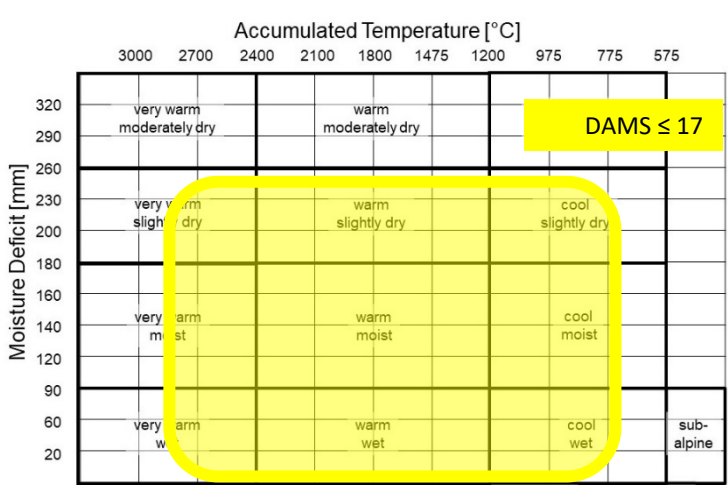 Accumulated Temperature [°C]
3000 2700 2400 2100 1800 1475 1200 975 775 575
Moisture Deficit [mm]
320
290
260
230
200
180
160
140
120
90
60
20
very warm
moderately dry
warm
moderately dry
DAMS ≤ 17
very warm
slightly dry
warm
slightly dry
cool
slightly dry
very warm
moist
warm
moist
cool
moist
very warm
wet
warm
wet
cool
wet
sub-
alpine